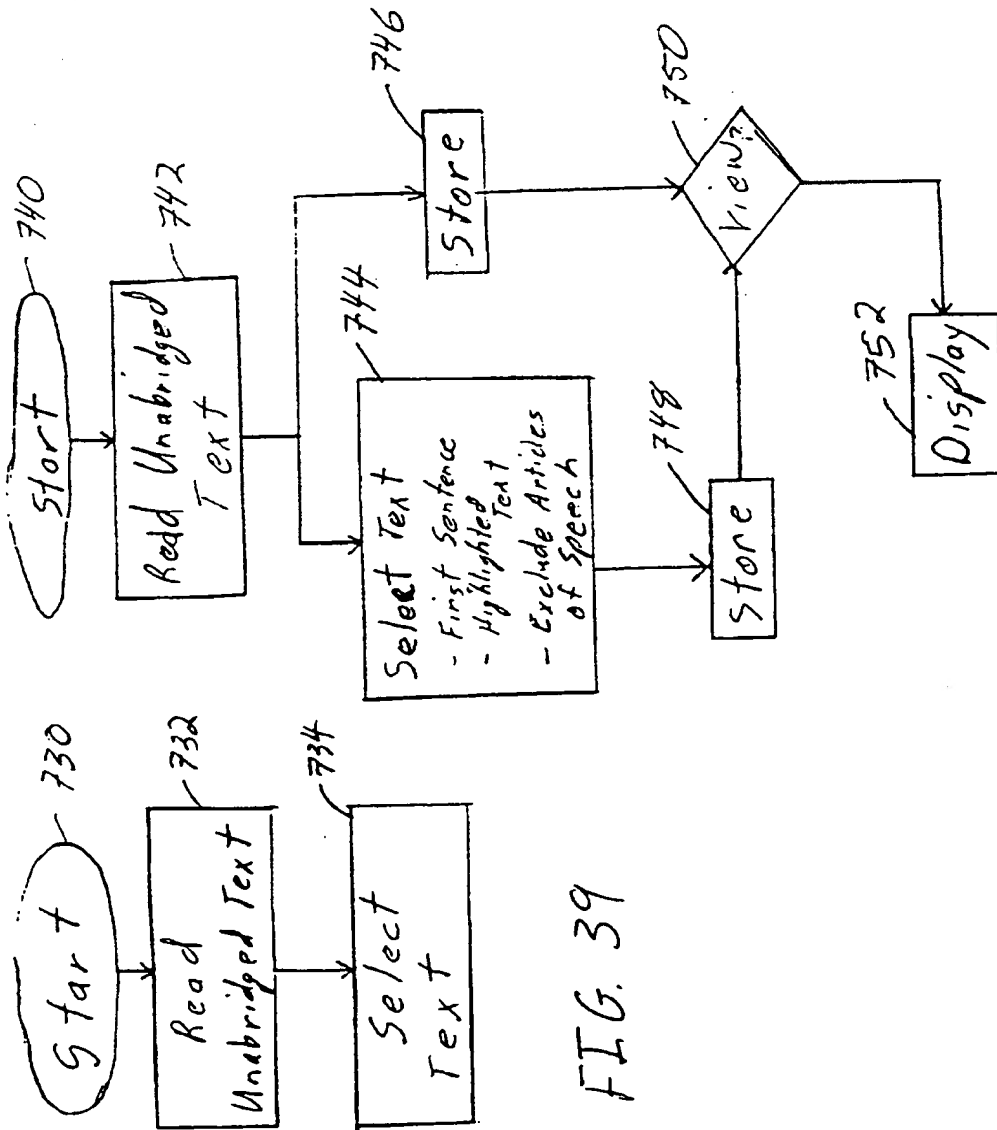 Start
730
Read
Unabridged Text
732
Select
Text
734
FIG. 39
Start
740
Read Unabridged
Text
742
Select Text
- First Sentence
- Highlighted
Text
- Exclude Articles
of Speech
744
Store
746
Store
748
View?
750
Display
752